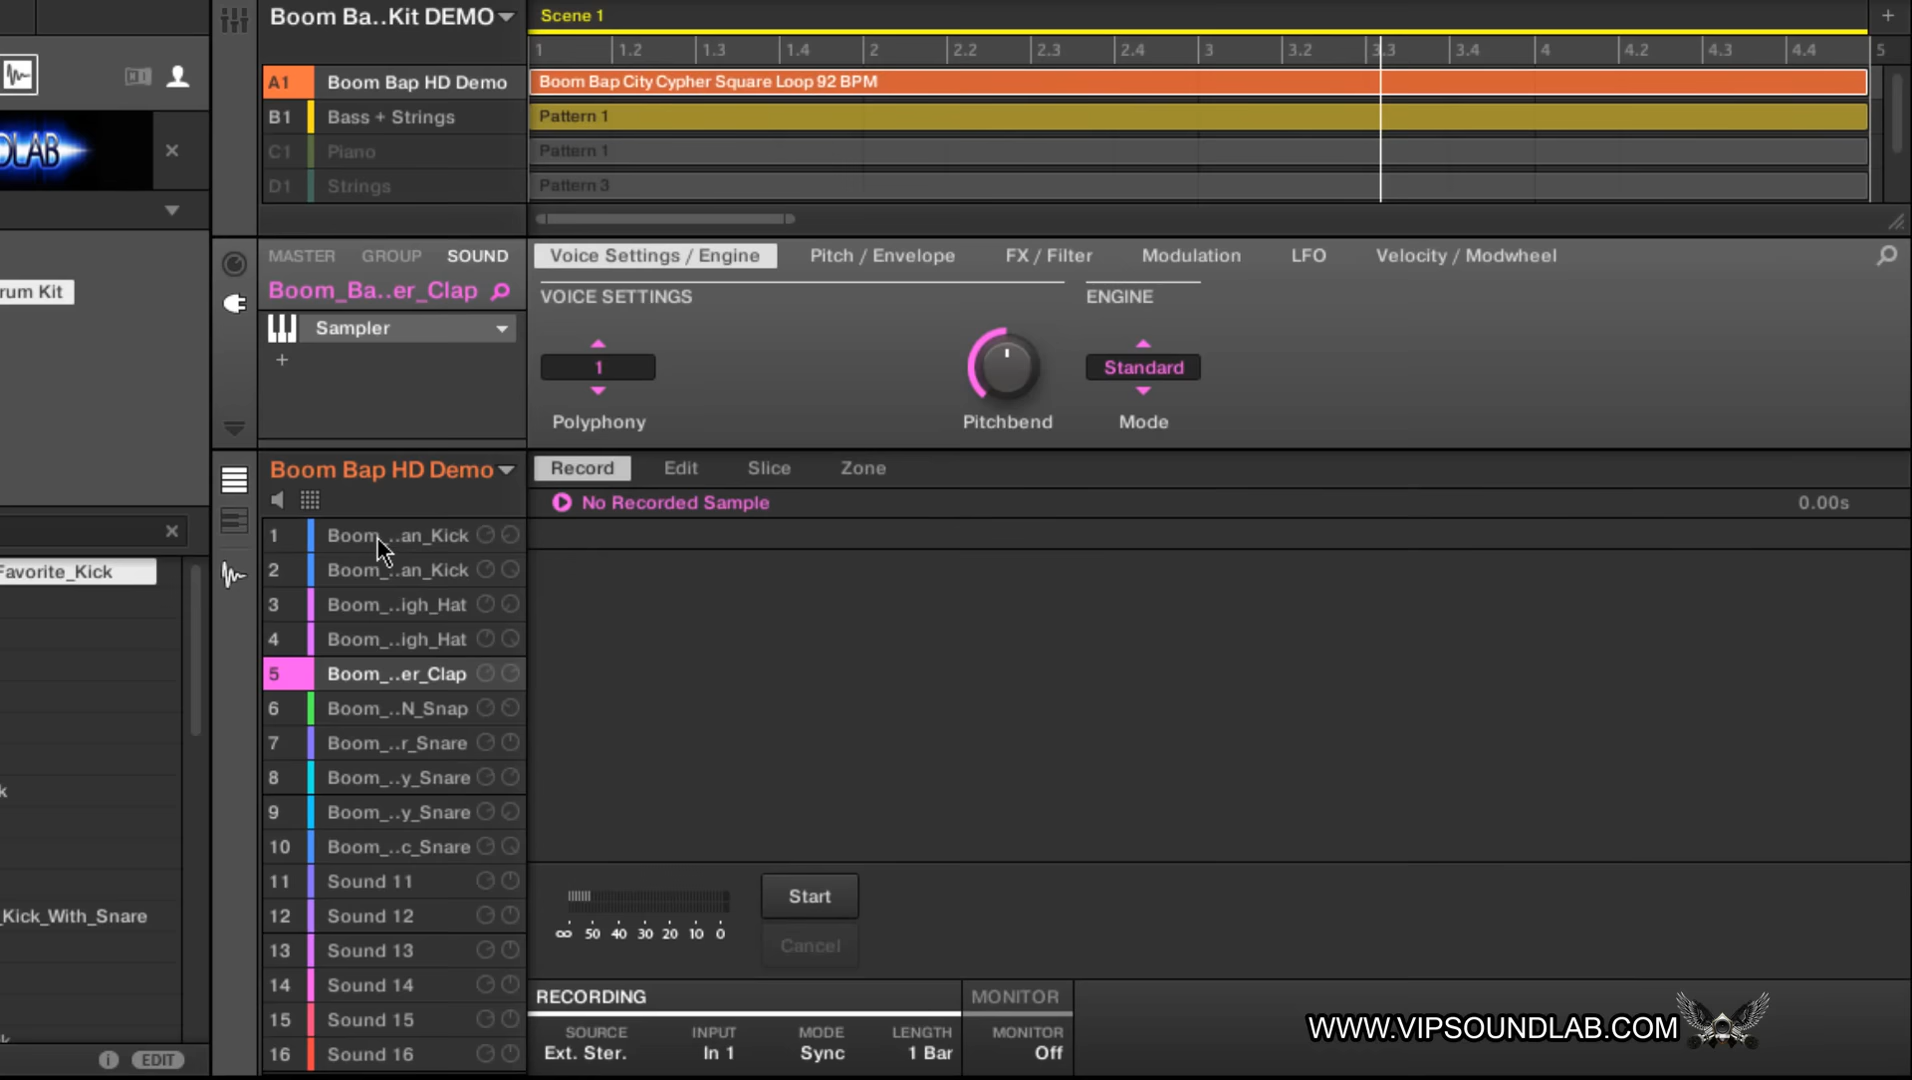 Boom Ba..Kit DEMO
Scene 1
1 1.2 1.3 1.4 2 2.2 2.3 2.4 3 3.2 3.3 3.4 4 4.2 4.3 4.4 5
A1 Boom Bap HD Demo
Boom Bap City Cypher Square Loop 92 BPM
B1 Bass + Strings
Pattern 1
C1 Piano
Pattern 1
D1 Strings
Pattern 3
DLAB
MASTER GROUP SOUND
Voice Settings / Engine Pitch / Envelope FX / Filter Modulation LFO Velocity / Modwheel
Boom_Ba..er_Clap
VOICE SETTINGS
ENGINE
rum Kit
Sampler
1
Standard
Polyphony
Pitchbend
Mode
Boom Bap HD Demo
Record Edit Slice Zone
No Recorded Sample
0.00s
1 Boom_..an_Kick
2 Boom_..an_Kick
Favorite_Kick
3 Boom_..igh_Hat
4 Boom_..igh_Hat
5 Boom_..er_Clap
6 Boom_..N_Snap
7 Boom_..r_Snare
8 Boom_..y_Snare
9 Boom_..y_Snare
10 Boom_..c_Snare
11 Sound 11
12 Sound 12
13 Sound 13
14 Sound 14
15 Sound 15
16 Sound 16
_Kick_With_Snare
EDIT
Start
∞ 50 40 30 20 10 0
Cancel
RECORDING
MONITOR
SOURCE INPUT MODE LENGTH MONITOR
Ext. Ster. In 1 Sync 1 Bar Off
WWW.VIPSOUNDLAB.COM